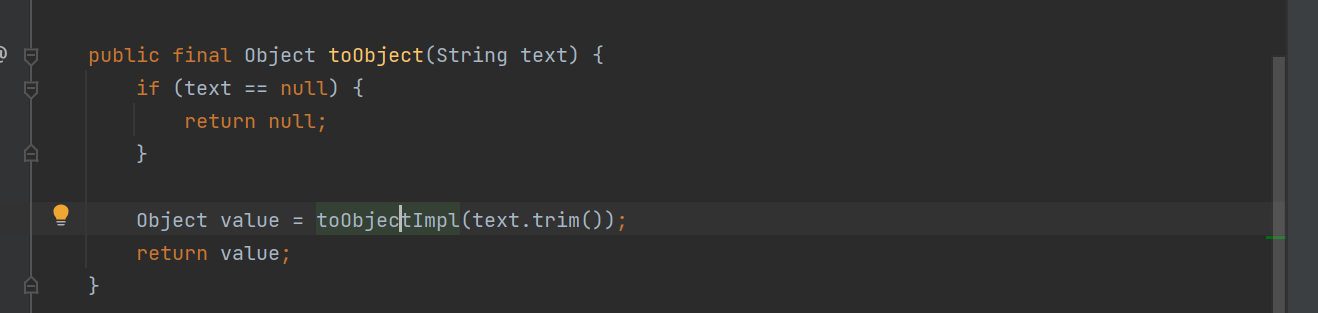 @
public final Object toObject(String text) {
if (text == null) {
return null;
}
Object value = toObjectImpl(text.trim());
return value;
}